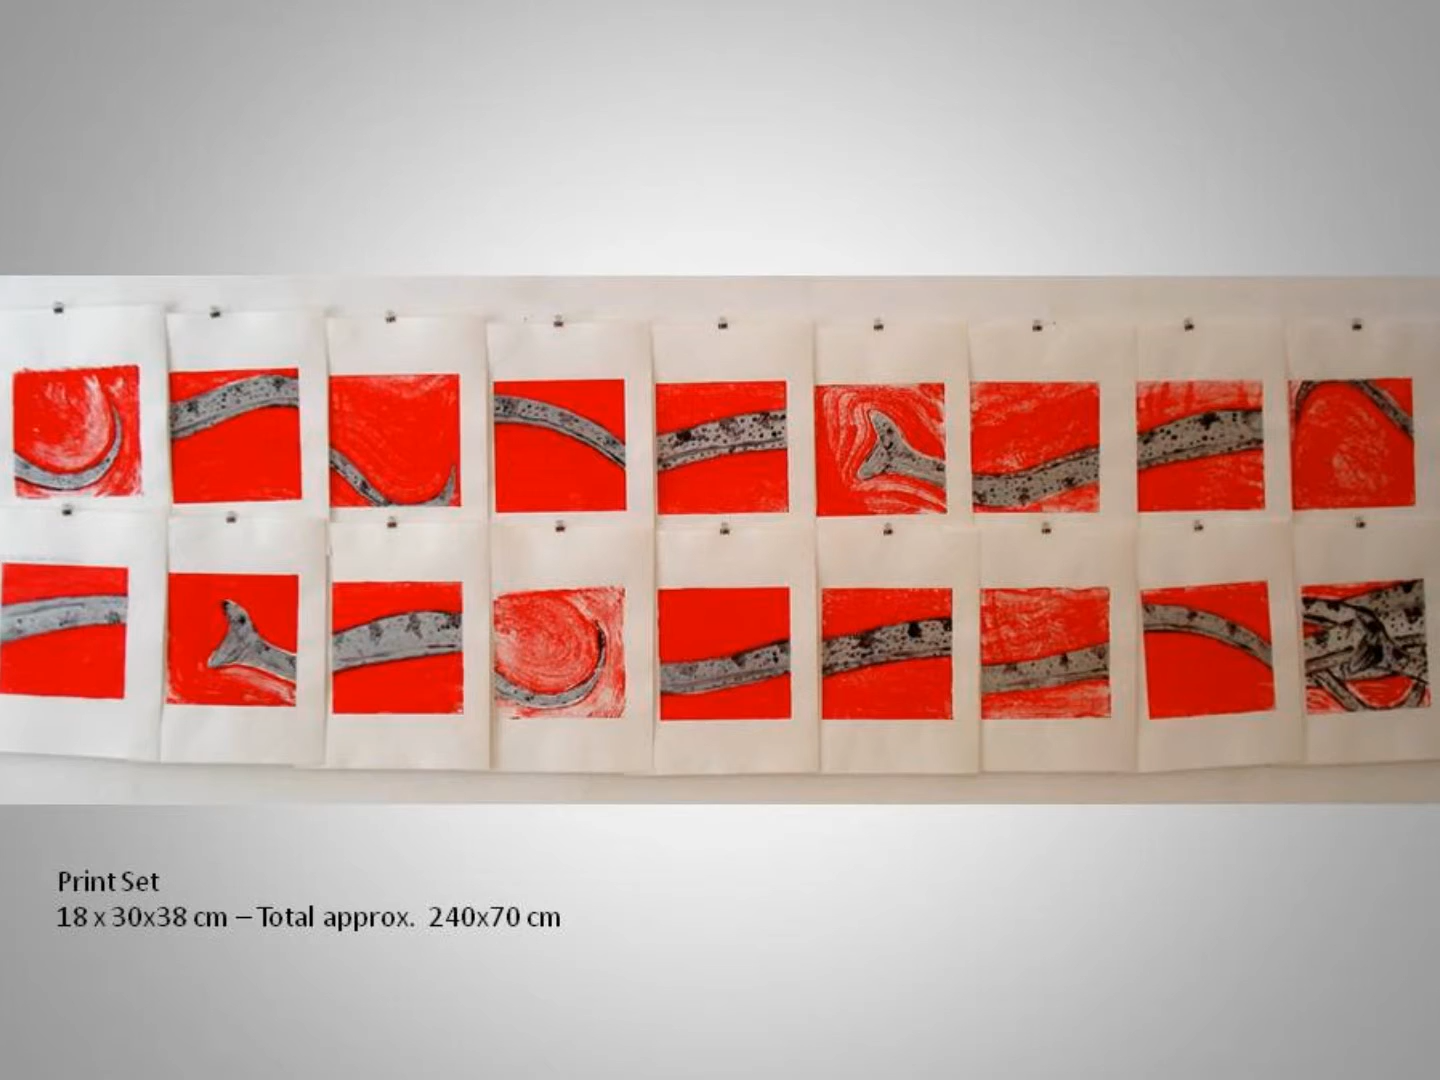 Print Set
18 x 30x38 cm – Total approx. 240x70 cm